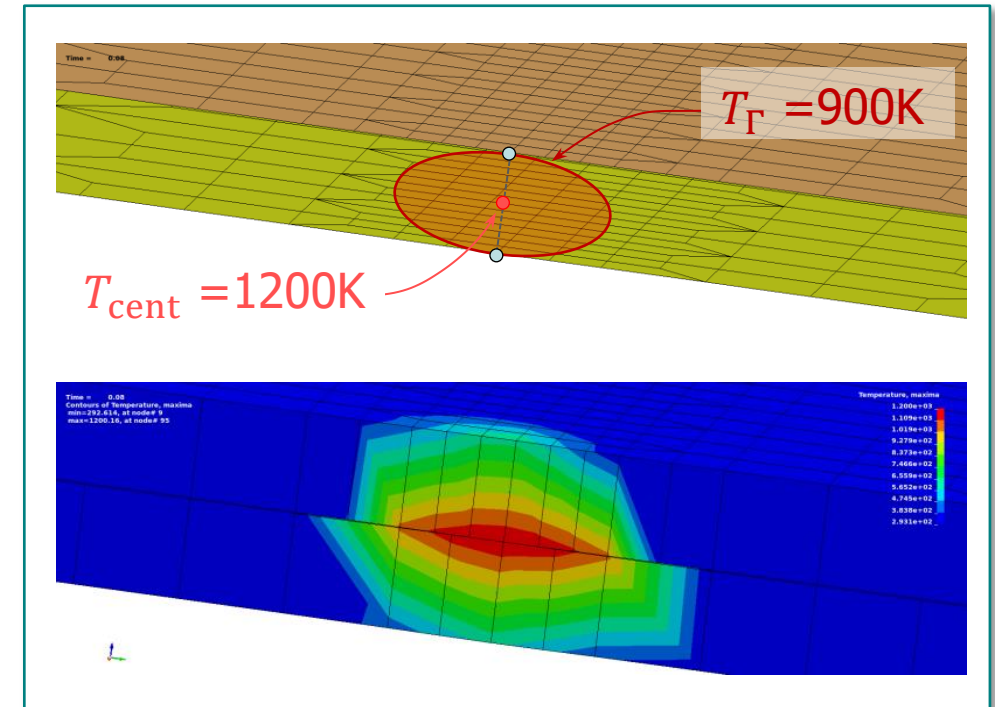 Time = 0.08
T_Γ =900K
T_cent =1200K
Time = 0.08
Contours of Temperature, maxima
min=292.614, at node# 9
max=1200.16, at node# 95
Temperature, maxima
1.200e+03
1.109e+03
1.019e+03
9.279e+02
8.373e+02
7.466e+02
6.559e+02
5.652e+02
4.745e+02
3.838e+02
2.931e+02